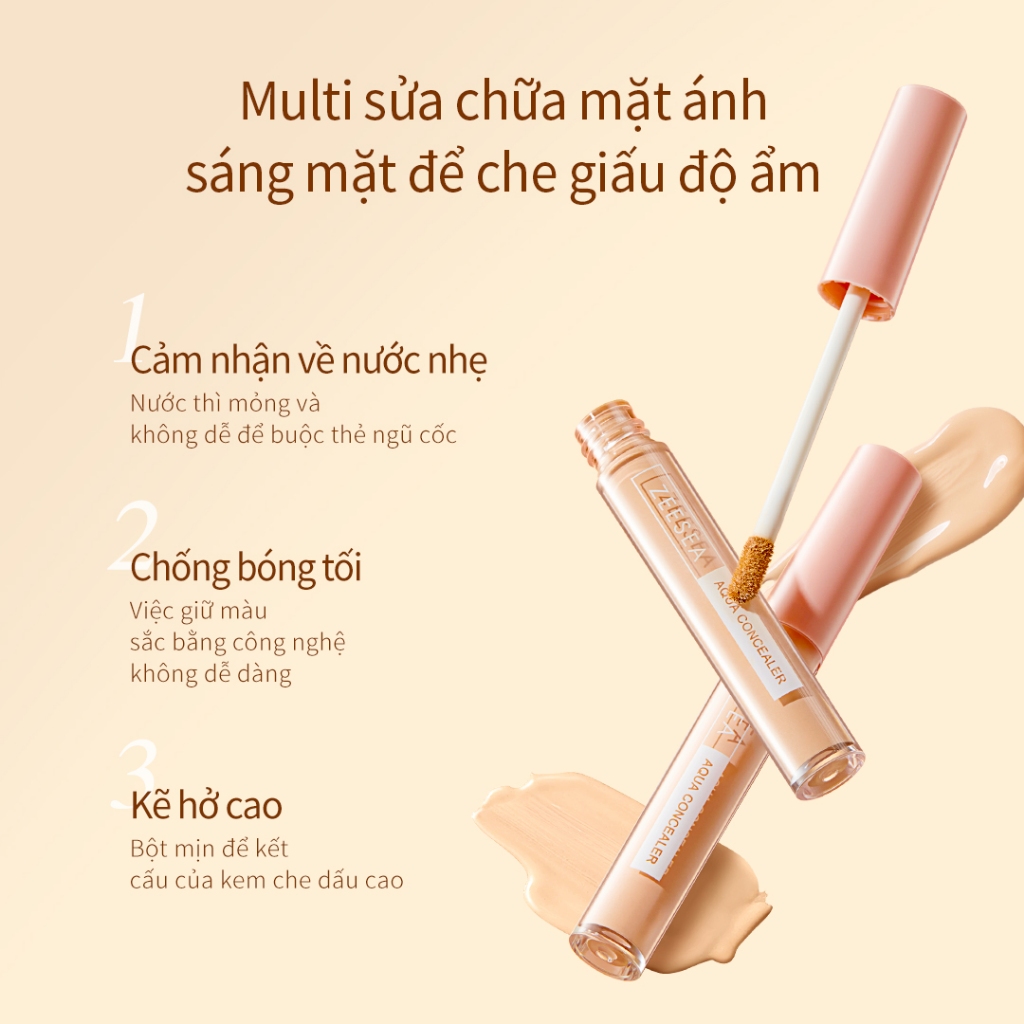 Multi sửa chữa mặt ánh
sáng mặt để che giấu độ ẩm
1
Cảm nhận về nước nhẹ
Nước thì mỏng và
không dễ để buộc thẻ ngũ cốc
2
Chống bóng tối
Việc giữ màu
sắc bằng công nghệ
không dễ dàng
3
Kẽ hở cao
Bột mịn để kết
cấu của kem che dấu cao
ZEESEA
AQUA CONCEALER
AQUA CONCEALER